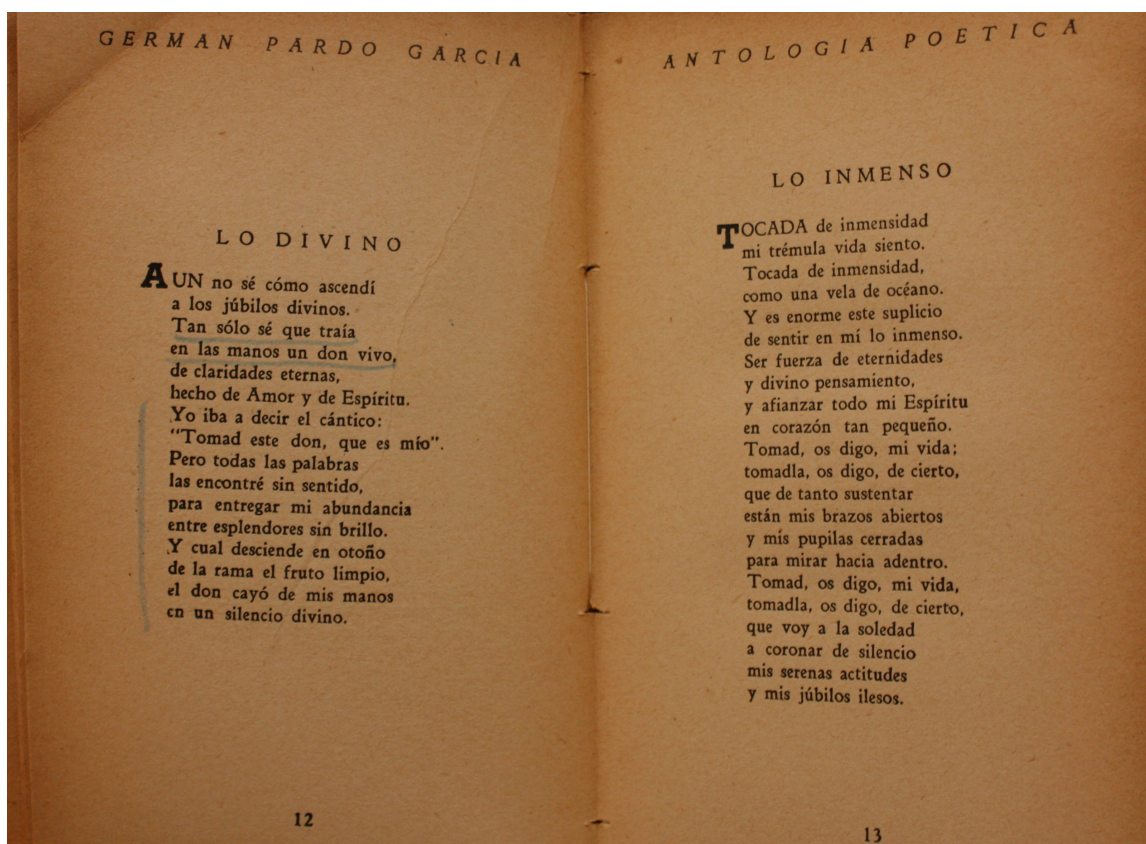 GERMAN PARDO GARCIA
LO DIVINO
AUN no sé cómo ascendí
a los júbilos divinos.
Tan sólo sé que traía
en las manos un don vivo,
de claridades eternas,
hecho de Amor y de Espíritu.
Yo iba a decir el cántico:
"Tomad este don, que es mío".
Pero todas las palabras
las encontré sin sentido,
para entregar mi abundancia
entre esplendores sin brillo.
Y cual desciende en otoño
de la rama el fruto limpio,
el don cayó de mis manos
en un silencio divino.
12
ANTOLOGIA POETICA
LO INMENSO
TOCADA de inmensidad
mi trémula vida siento.
Tocada de inmensidad,
como una vela de océano.
Y es enorme este suplicio
de sentir en mí lo inmenso.
Ser fuerza de eternidades
y divino pensamiento,
y afianzar todo mi Espíritu
en corazón tan pequeño.
Tomad, os digo, mi vida;
tomadla, os digo, de cierto,
que de tanto sustentar
están mis brazos abiertos
y mis pupilas cerradas
para mirar hacia adentro.
Tomad, os digo, mi vida,
tomadla, os digo, de cierto,
que voy a la soledad
a coronar de silencio
mis serenas actitudes
y mis júbilos ilesos.
13